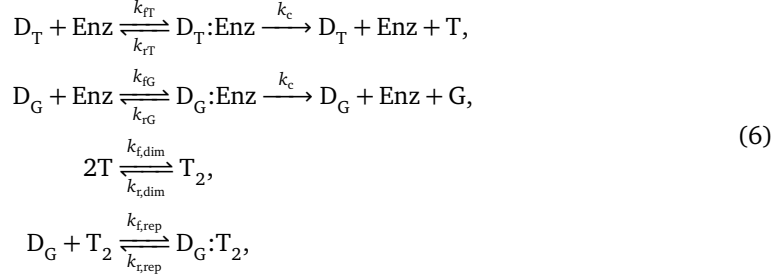 D_T + Enz ⇌[k_fT][k_rT] D_T:Enz →[k_c] D_T + Enz + T,
D_G + Enz ⇌[k_fG][k_rG] D_G:Enz →[k_c] D_G + Enz + G,
(6)
2T ⇌[k_f,dim][k_r,dim] T_2,
D_G + T_2 ⇌[k_f,rep][k_r,rep] D_G:T_2,